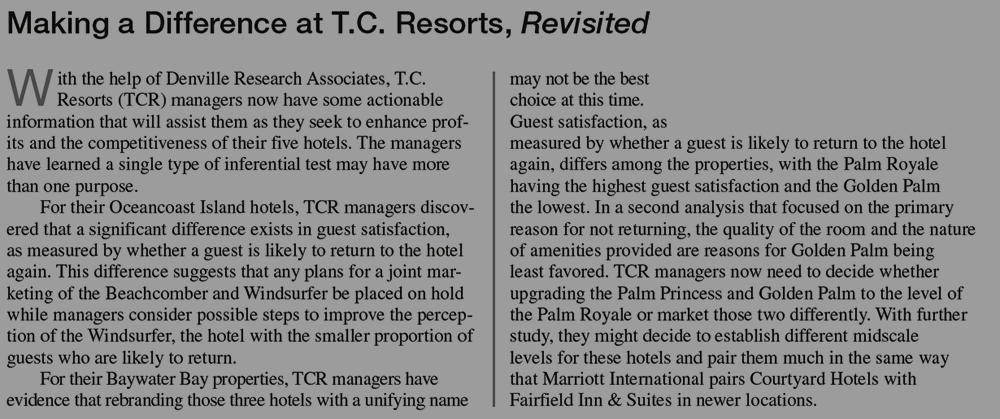 Making a Difference at T.C. Resorts, Revisited
With the help of Denville Research Associates, T.C.
Resorts (TCR) managers now have some actionable
information that will assist them as they seek to enhance prof-
its and the competitiveness of their five hotels. The managers
have learned a single type of inferential test may have more
than one purpose.
For their Oceancoast Island hotels, TCR managers discov-
ered that a significant difference exists in guest satisfaction,
as measured by whether a guest is likely to return to the hotel
again. This difference suggests that any plans for a joint mar-
keting of the Beachcomber and Windsurfer be placed on hold
while managers consider possible steps to improve the percep-
tion of the Windsurfer, the hotel with the smaller proportion of
guests who are likely to return.
For their Baywater Bay properties, TCR managers have
evidence that rebranding those three hotels with a unifying name
may not be the best
choice at this time.
Guest satisfaction, as
measured by whether a guest is likely to return to the hotel
again, differs among the properties, with the Palm Royale
having the highest guest satisfaction and the Golden Palm
the lowest. In a second analysis that focused on the primary
reason for not returning, the quality of the room and the nature
of amenities provided are reasons for Golden Palm being
least favored. TCR managers now need to decide whether
upgrading the Palm Princess and Golden Palm to the level of
the Palm Royale or market those two differently. With further
study, they might decide to establish different midscale
levels for these hotels and pair them much in the same way
that Marriott International pairs Courtyard Hotels with
Fairfield Inn & Suites in newer locations.